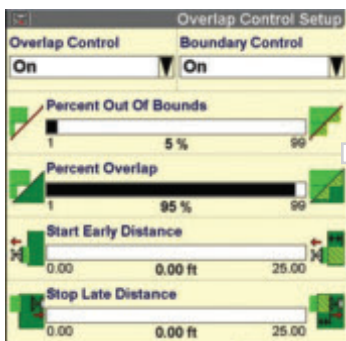 Overlap Control Setup
Overlap Control Boundary Control
On On
Percent Out Of Bounds
1 5 % 99
Percent Overlap
1 95 % 99
Start Early Distance
0.00 0.00 ft 25.00
Stop Late Distance
0.00 0.00 ft 25.00